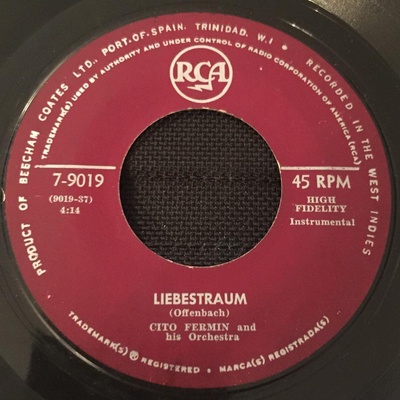 PRODUCT OF BEECHAM COATES LTD., PORT-OF-SPAIN, TRINIDAD, W.I • RECORDED IN THE WEST INDIES
TRADEMARK(s) USED BY AUTHORITY AND UNDER CONTROL OF RADIO CORPORATION OF AMERICA (RCA)
RCA
7-9019
(9019-37)
4:14
45 RPM
HIGH
FIDELITY
Instrumental
LIEBESTRAUM
(Offenbach)
CITO FERMIN and
his Orchestra
TRADEMARK(s) ® REGISTERED • MARCA(s) REGISTRADA(s)